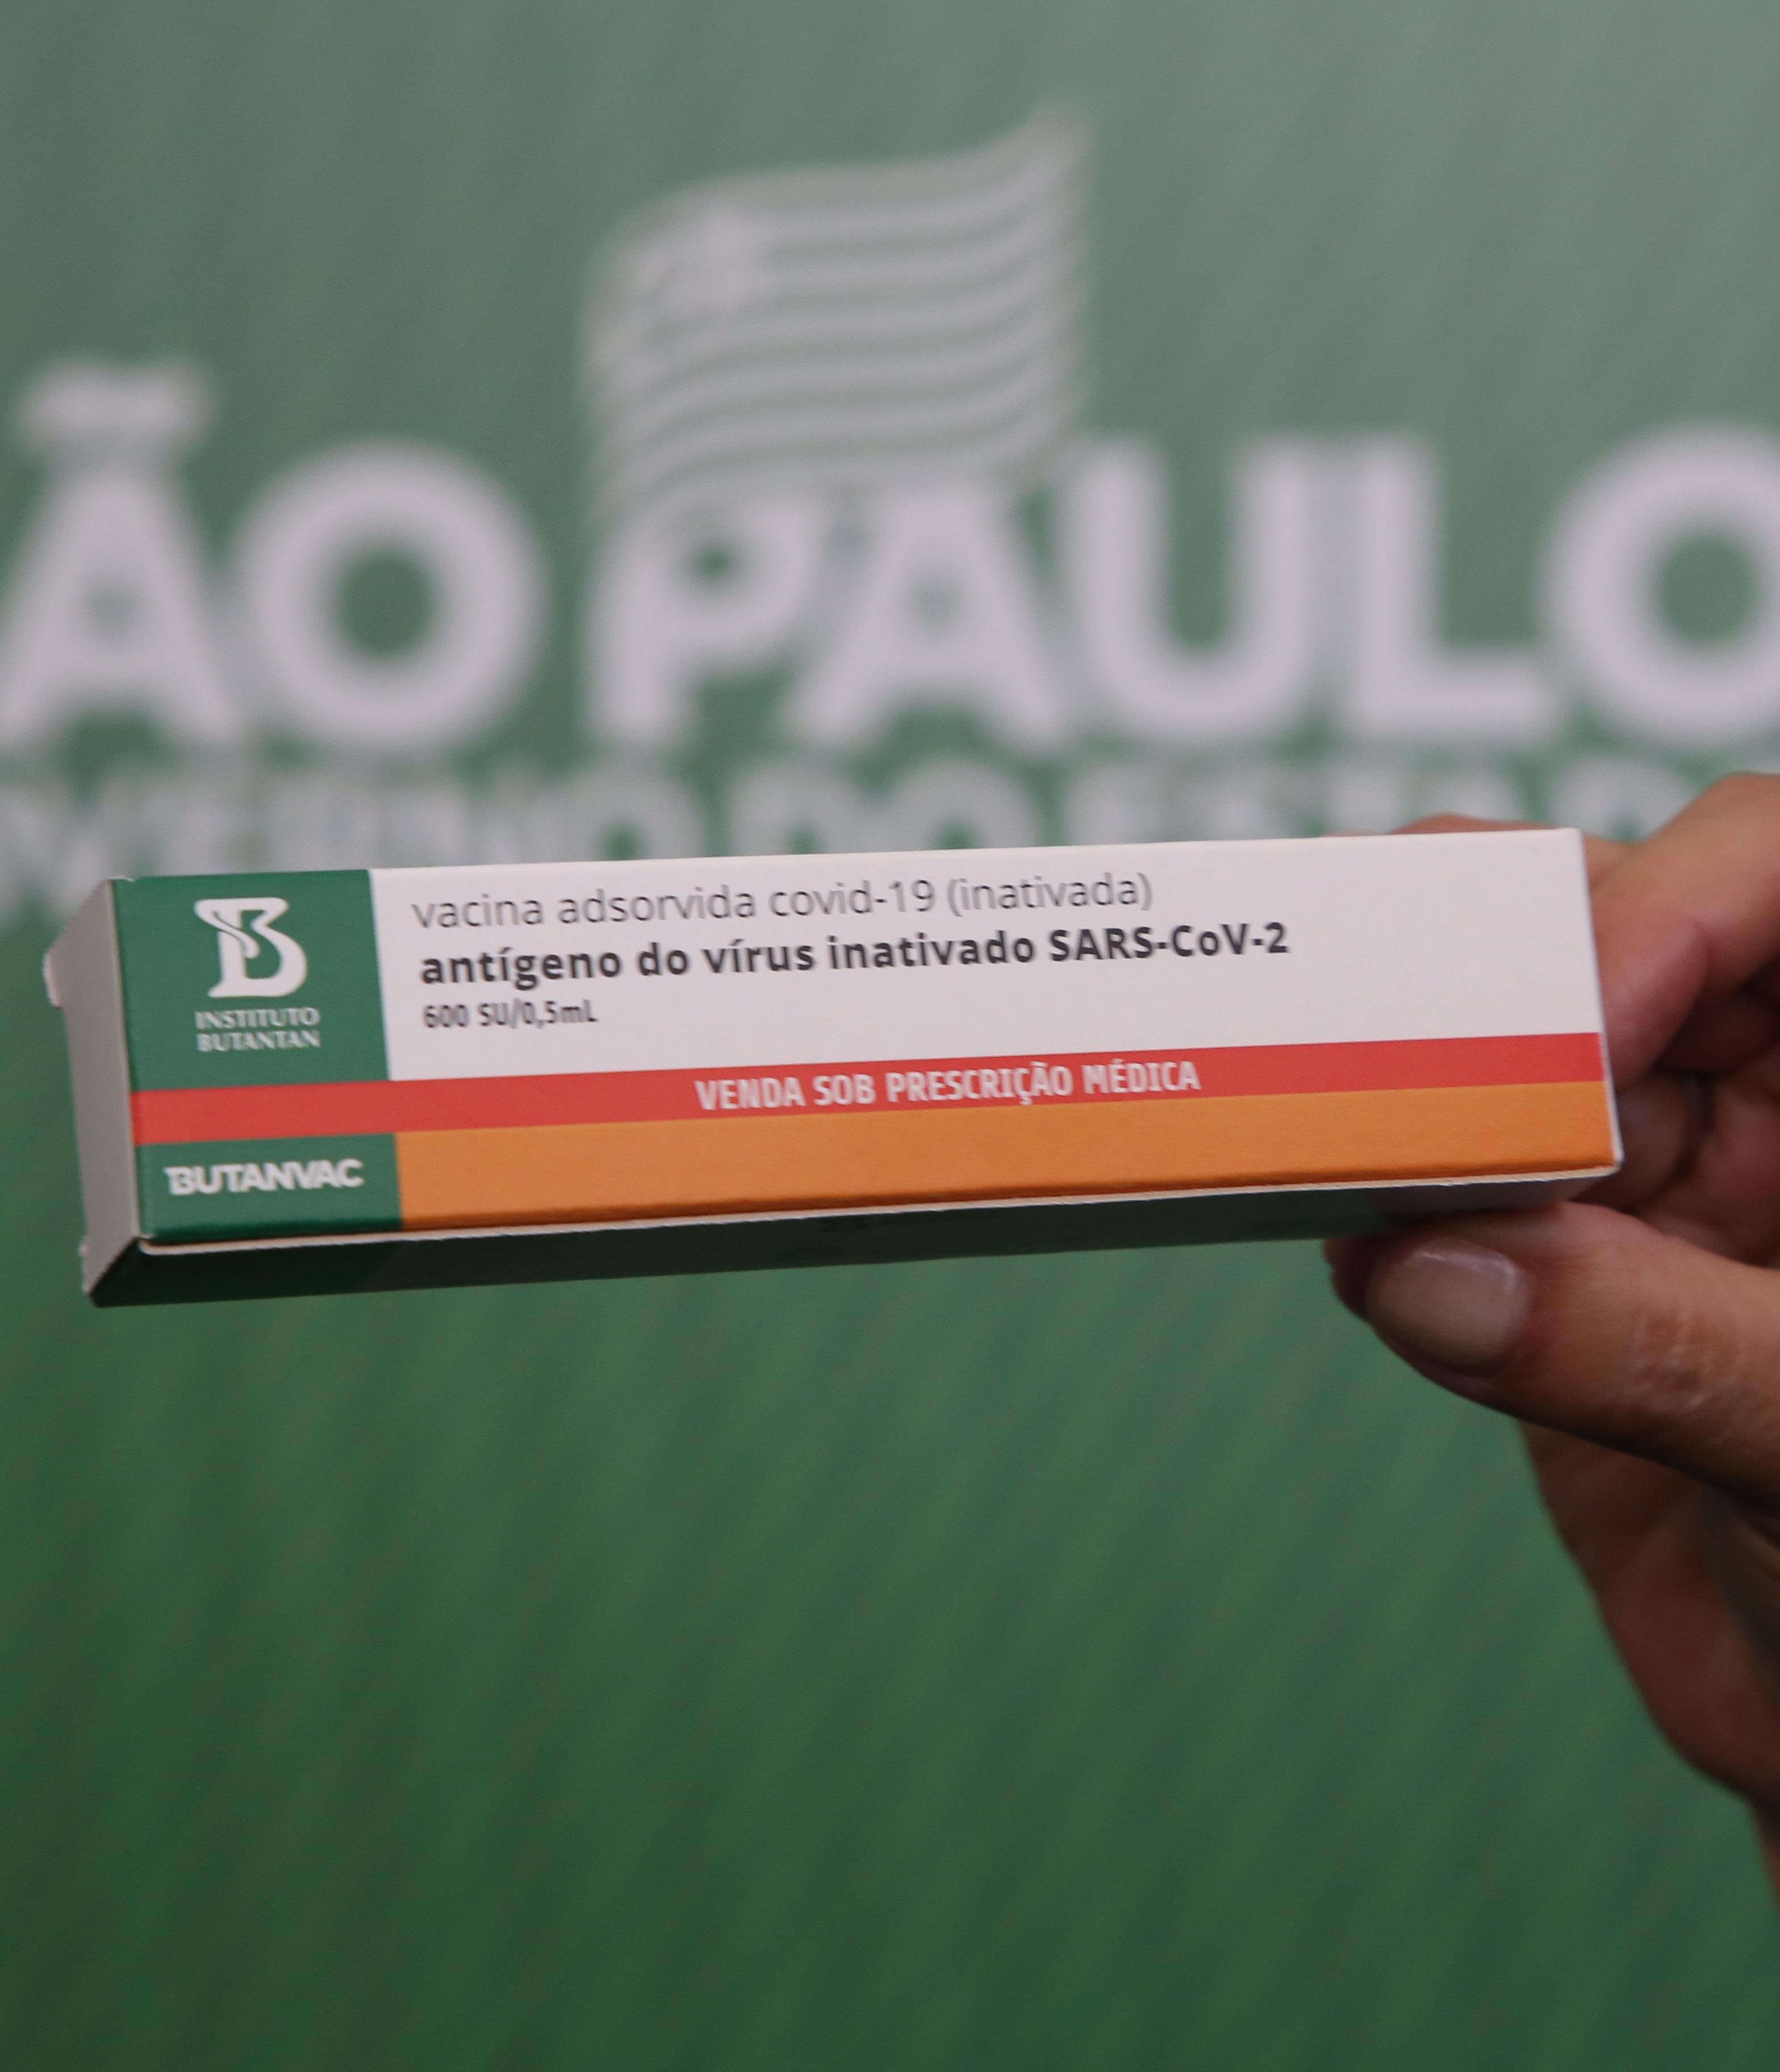 ÃO PAULO
vacina adsorvida covid-19 (inativada)
antígeno do vírus inativado SARS-CoV-2
600 SU/0,5mL
INSTITUTO
BUTANTAN
VENDA SOB PRESCRIÇÃO MÉDICA
BUTANVAC